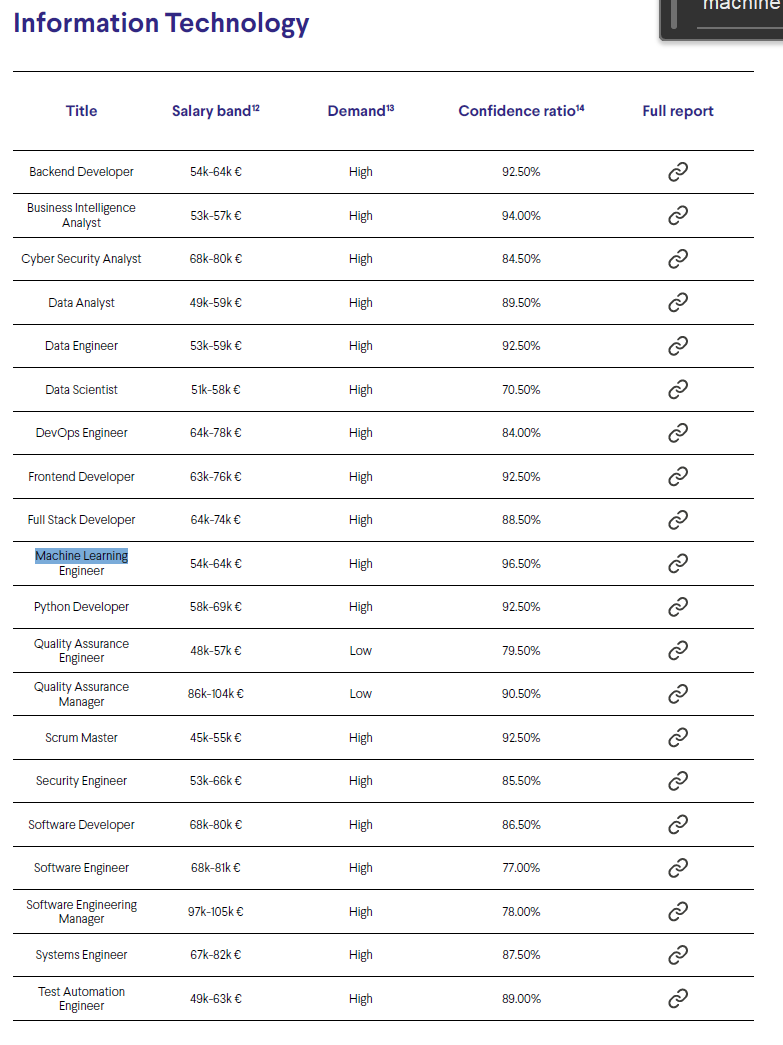 machine
Information Technology
Title Salary band¹² Demand¹³ Confidence ratio¹⁴ Full report
Backend Developer 54k-64k € High 92.50%
Business Intelligence
Analyst 53k-57k € High 94.00%
Cyber Security Analyst 68k-80k € High 84.50%
Data Analyst 49k-59k € High 89.50%
Data Engineer 53k-59k € High 92.50%
Data Scientist 51k-58k € High 70.50%
DevOps Engineer 64k-78k € High 84.00%
Frontend Developer 63k-76k € High 92.50%
Full Stack Developer 64k-74k € High 88.50%
Machine Learning
Engineer 54k-64k € High 96.50%
Python Developer 58k-69k € High 92.50%
Quality Assurance
Engineer 48k-57k € Low 79.50%
Quality Assurance
Manager 86k-104k € Low 90.50%
Scrum Master 45k-55k € High 92.50%
Security Engineer 53k-66k € High 85.50%
Software Developer 68k-80k € High 86.50%
Software Engineer 68k-81k € High 77.00%
Software Engineering
Manager 97k-105k € High 78.00%
Systems Engineer 67k-82k € High 87.50%
Test Automation
Engineer 49k-63k € High 89.00%